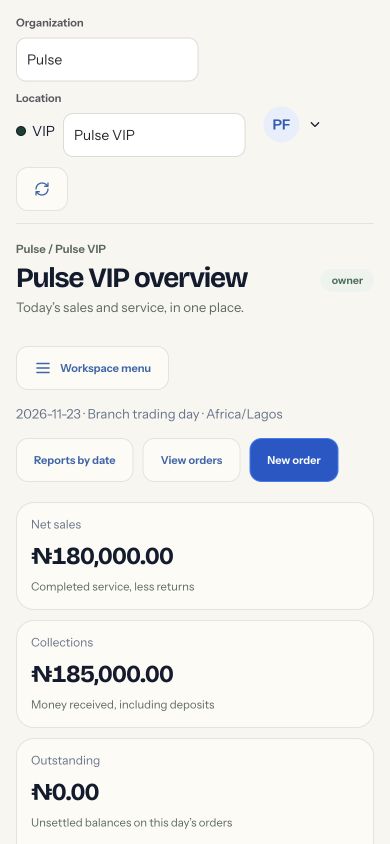 Organization
Pulse
Location
VIP
Pulse VIP
PF
Pulse / Pulse VIP
Pulse VIP overview
owner
Today's sales and service, in one place.
Workspace menu
2026-11-23 · Branch trading day · Africa/Lagos
Reports by date
View orders
New order
Net sales
₦180,000.00
Completed service, less returns
Collections
₦185,000.00
Money received, including deposits
Outstanding
₦0.00
Unsettled balances on this day's orders